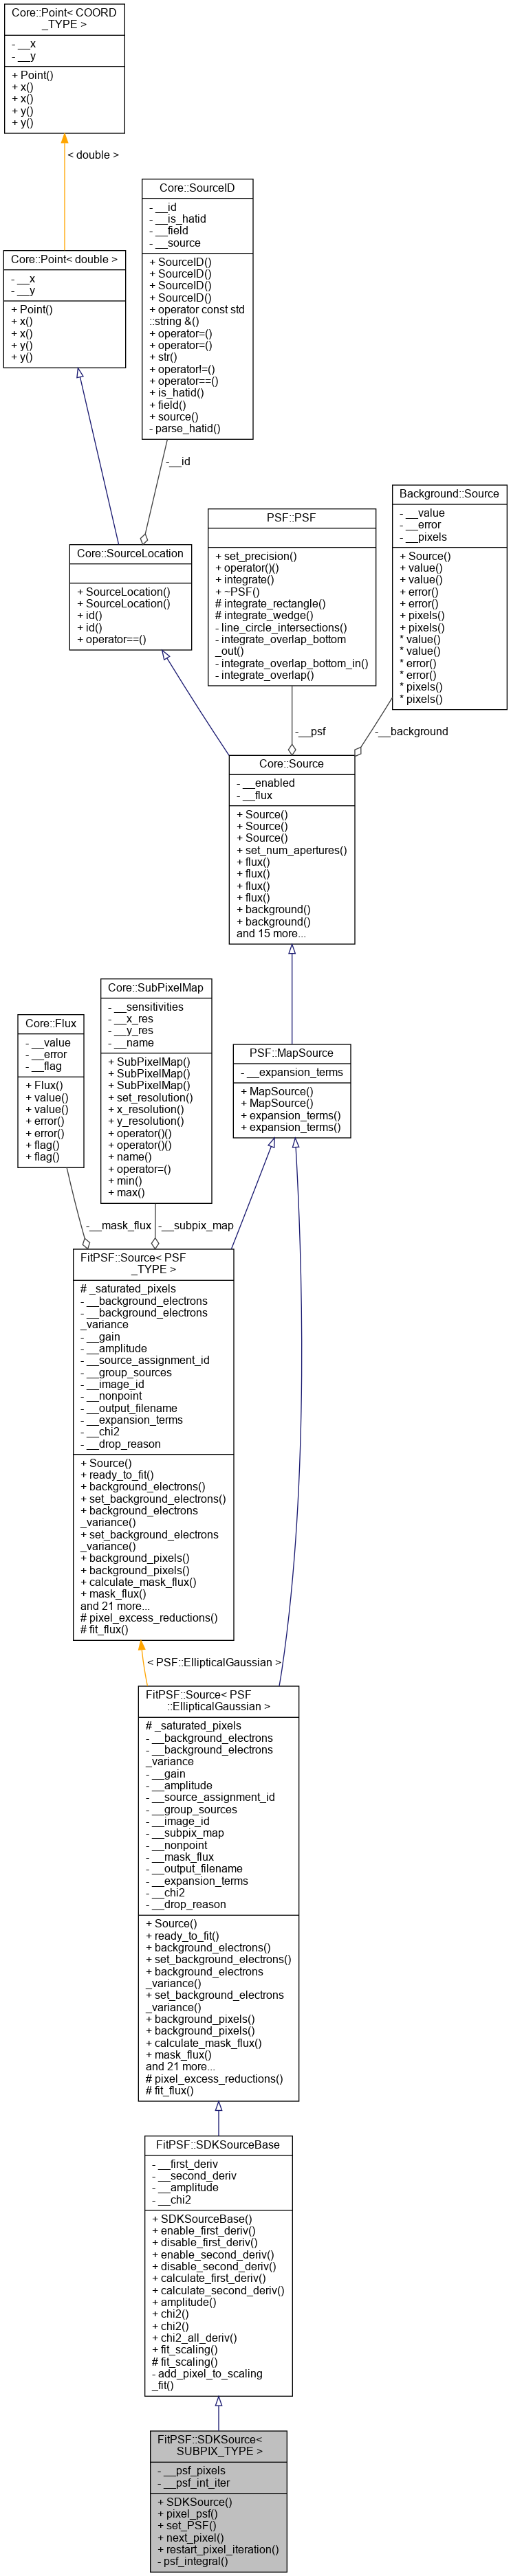 Core::Point< COORD
_TYPE >
- __x
- __y
+ Point()
+ x()
+ x()
+ y()
+ y()
< double >
Core::SourceID
- __id
- __is_hatid
- __field
- __source
+ SourceID()
+ SourceID()
+ SourceID()
+ SourceID()
+ operator const std
::string &()
+ operator=()
+ operator=()
+ str()
+ operator!=()
+ operator==()
+ is_hatid()
+ field()
+ source()
- parse_hatid()
Core::Point< double >
- __x
- __y
+ Point()
+ x()
+ x()
+ y()
+ y()
-__id
Background::Source
- __value
- __error
- __pixels
+ Source()
+ value()
+ value()
+ error()
+ error()
+ pixels()
+ pixels()
* value()
* value()
* error()
* error()
* pixels()
* pixels()
PSF::PSF
+ set_precision()
+ operator()()
+ integrate()
+ ~PSF()
# integrate_rectangle()
# integrate_wedge()
- line_circle_intersections()
- integrate_overlap_bottom
_out()
- integrate_overlap_bottom_in()
- integrate_overlap()
Core::SourceLocation
+ SourceLocation()
+ SourceLocation()
+ id()
+ id()
+ operator==()
-__psf
-__background
Core::Source
- __enabled
- __flux
+ Source()
+ Source()
+ Source()
+ set_num_apertures()
+ flux()
+ flux()
+ flux()
+ flux()
+ background()
+ background()
and 15 more...
Core::SubPixelMap
- __sensitivities
- __x_res
- __y_res
- __name
+ SubPixelMap()
+ SubPixelMap()
+ SubPixelMap()
+ set_resolution()
+ x_resolution()
+ y_resolution()
+ operator()()
+ operator()()
+ name()
+ operator=()
+ min()
+ max()
Core::Flux
- __value
- __error
- __flag
+ Flux()
+ value()
+ value()
+ error()
+ error()
+ flag()
+ flag()
PSF::MapSource
- __expansion_terms
+ MapSource()
+ MapSource()
+ expansion_terms()
+ expansion_terms()
-__mask_flux
-__subpix_map
FitPSF::Source< PSF
_TYPE >
# _saturated_pixels
- __background_electrons
- __background_electrons
_variance
- __gain
- __amplitude
- __source_assignment_id
- __group_sources
- __image_id
- __nonpoint
- __output_filename
- __expansion_terms
- __chi2
- __drop_reason
+ Source()
+ ready_to_fit()
+ background_electrons()
+ set_background_electrons()
+ background_electrons
_variance()
+ set_background_electrons
_variance()
+ background_pixels()
+ background_pixels()
+ calculate_mask_flux()
+ mask_flux()
and 21 more...
# pixel_excess_reductions()
# fit_flux()
< PSF::EllipticalGaussian >
FitPSF::Source< PSF
::EllipticalGaussian >
# _saturated_pixels
- __background_electrons
- __background_electrons
_variance
- __gain
- __amplitude
- __source_assignment_id
- __group_sources
- __image_id
- __subpix_map
- __nonpoint
- __mask_flux
- __output_filename
- __expansion_terms
- __chi2
- __drop_reason
+ Source()
+ ready_to_fit()
+ background_electrons()
+ set_background_electrons()
+ background_electrons
_variance()
+ set_background_electrons
_variance()
+ background_pixels()
+ background_pixels()
+ calculate_mask_flux()
+ mask_flux()
and 21 more...
# pixel_excess_reductions()
# fit_flux()
FitPSF::SDKSourceBase
- __first_deriv
- __second_deriv
- __amplitude
- __chi2
+ SDKSourceBase()
+ enable_first_deriv()
+ disable_first_deriv()
+ enable_second_deriv()
+ disable_second_deriv()
+ calculate_first_deriv()
+ calculate_second_deriv()
+ amplitude()
+ chi2()
+ chi2()
+ chi2_all_deriv()
+ fit_scaling()
# fit_scaling()
- add_pixel_to_scaling
_fit()
FitPSF::SDKSource<
SUBPIX_TYPE >
- __psf_pixels
- __psf_int_iter
+ SDKSource()
+ pixel_psf()
+ set_PSF()
+ next_pixel()
+ restart_pixel_iteration()
- psf_integral()